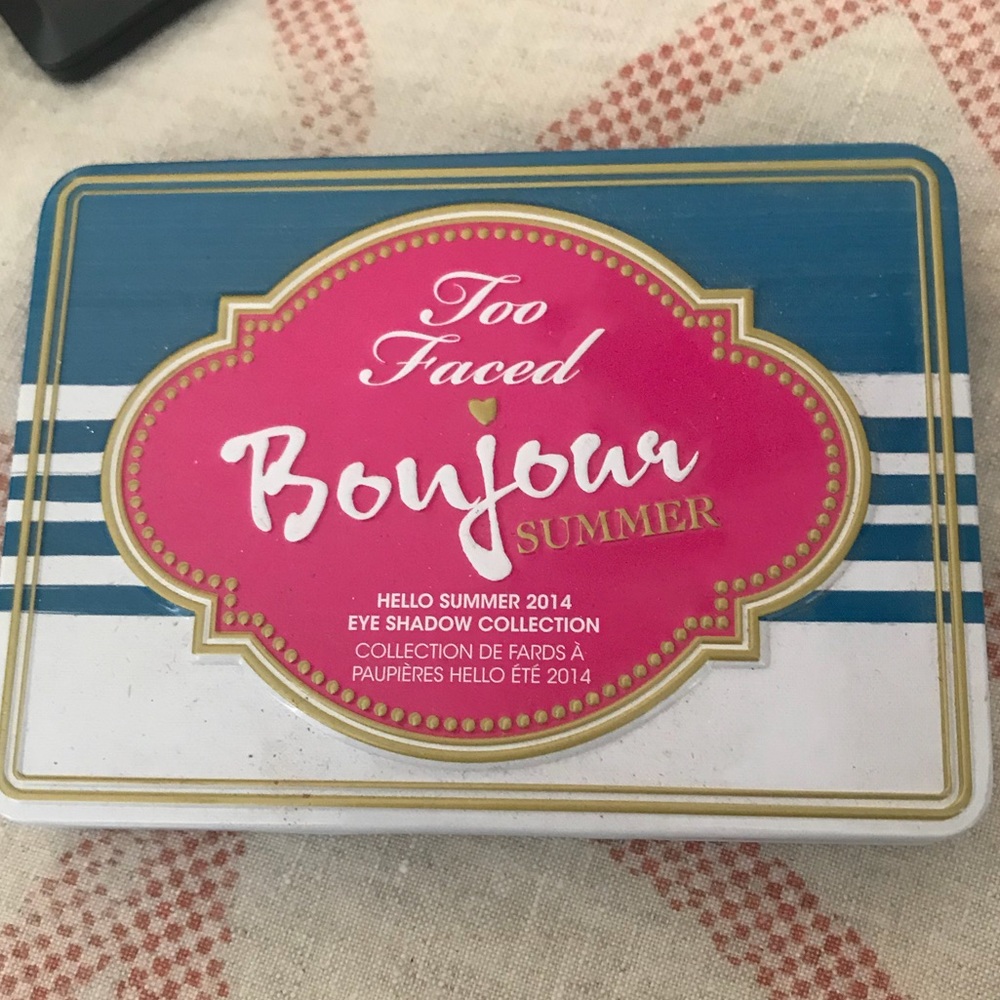 Too
Faced
Bonjour
SUMMER
HELLO SUMMER 2014
EYE SHADOW COLLECTION
COLLECTION DE FARDS À
PAUPIÈRES HELLO ÉTÉ 2014